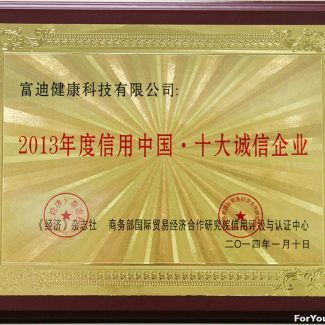 富迪健康科技有限公司:
2013年度信用中国·十大诚信企业
《经济》杂志社 商务部国际贸易经济合作研究院信用评级与认证中心
二〇一四年一月十日
ForYou